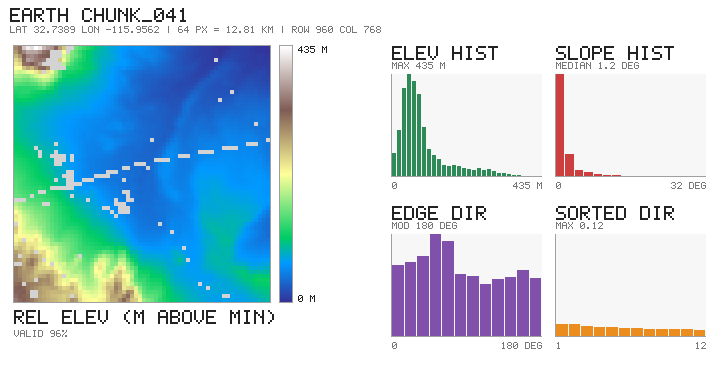 EARTH CHUNK_041
LAT 32.7389 LON -115.9562 | 64 PX = 12.81 KM | ROW 960 COL 768
435 M
0 M
REL ELEV (M ABOVE MIN)
VALID 96%
ELEV HIST
MAX 435 M
0 435 M
SLOPE HIST
MEDIAN 1.2 DEG
0 32 DEG
EDGE DIR
MOD 180 DEG
0 180 DEG
SORTED DIR
MAX 0.12
1 12